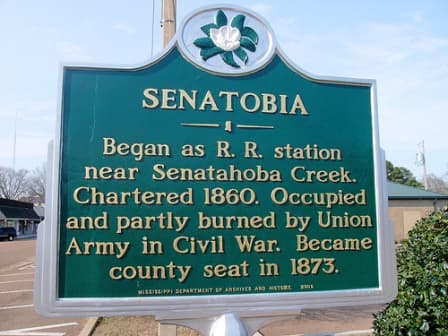 SENATOBIA
Began as R. R. station
near Senatahoba Creek.
Chartered 1860. Occupied
and partly burned by Union
Army in Civil War. Became
county seat in 1873.
MISSISSIPPI DEPARTMENT OF ARCHIVES AND HISTORY.